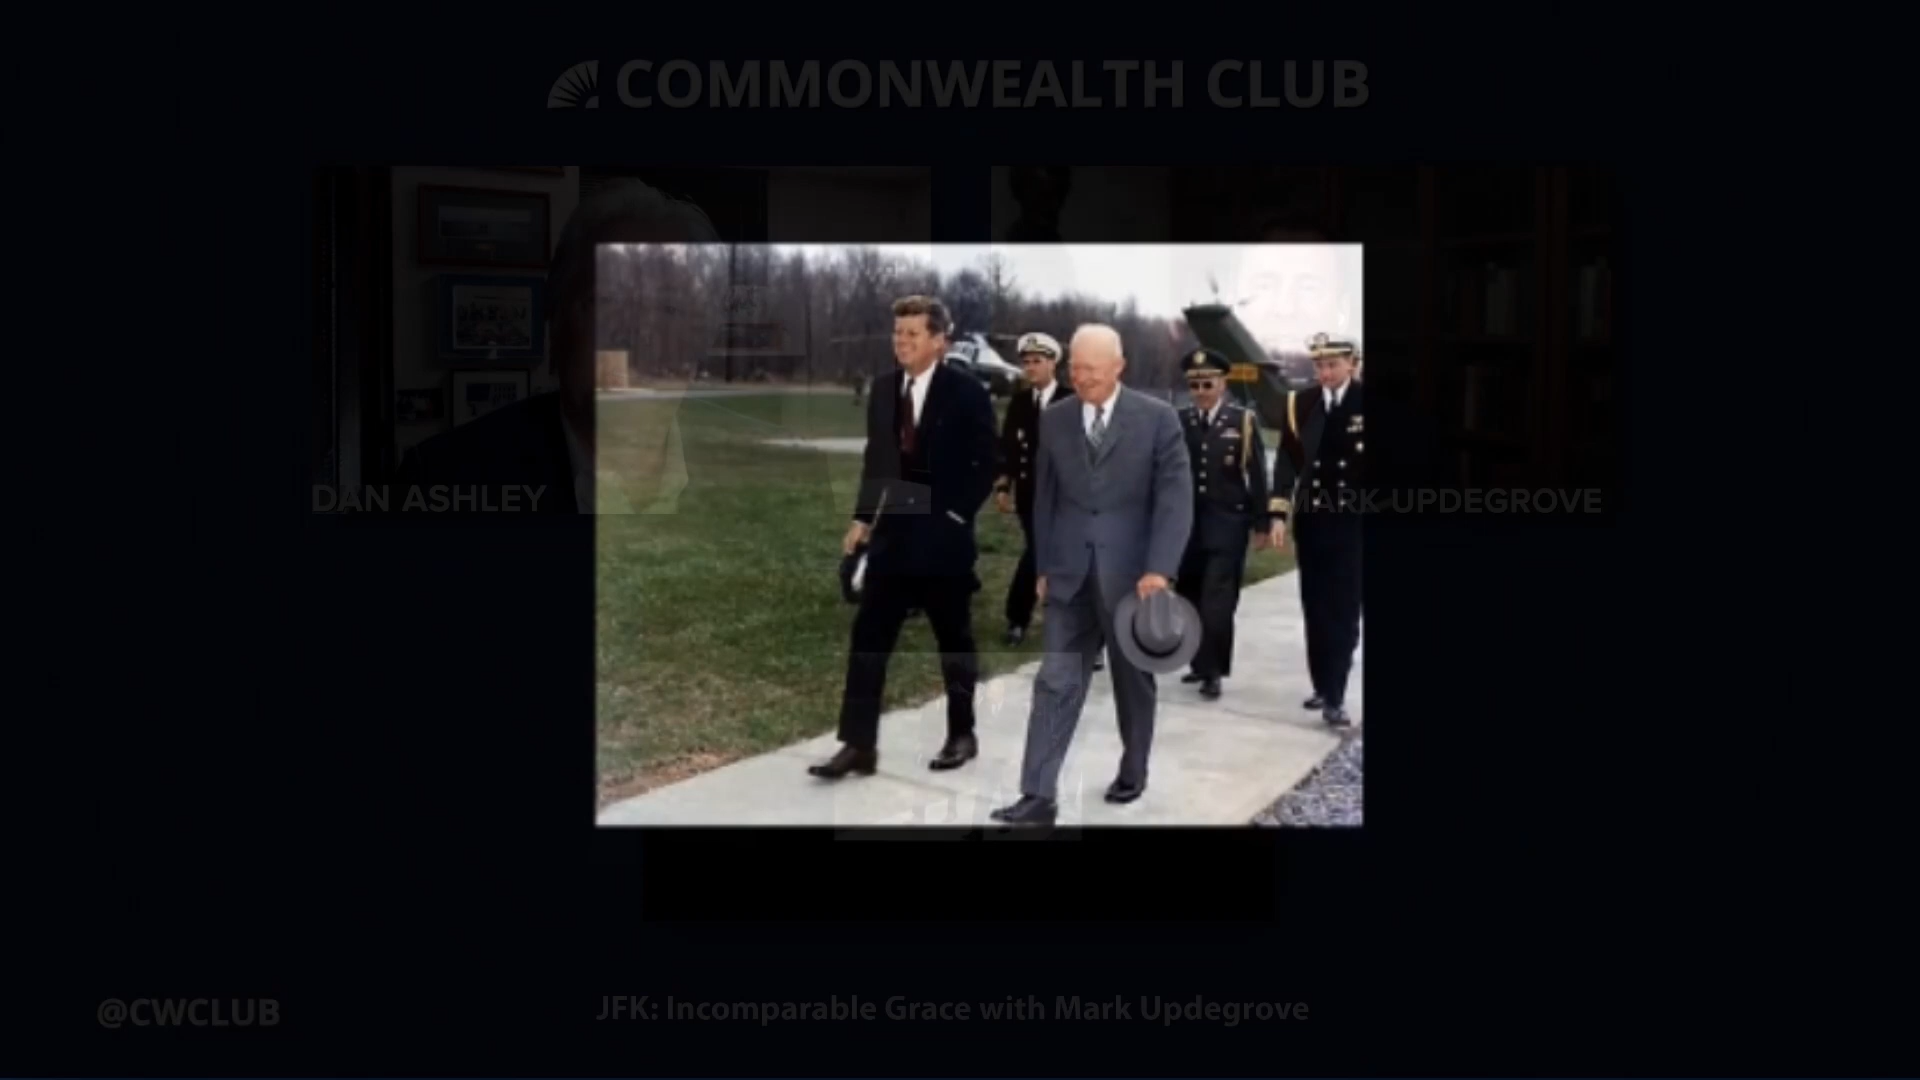 COMMONWEALTH CLUB
DAN ASHLEY
MARK UPDEGROVE
@CWCLUB
JFK: Incomparable Grace with Mark Updegrove